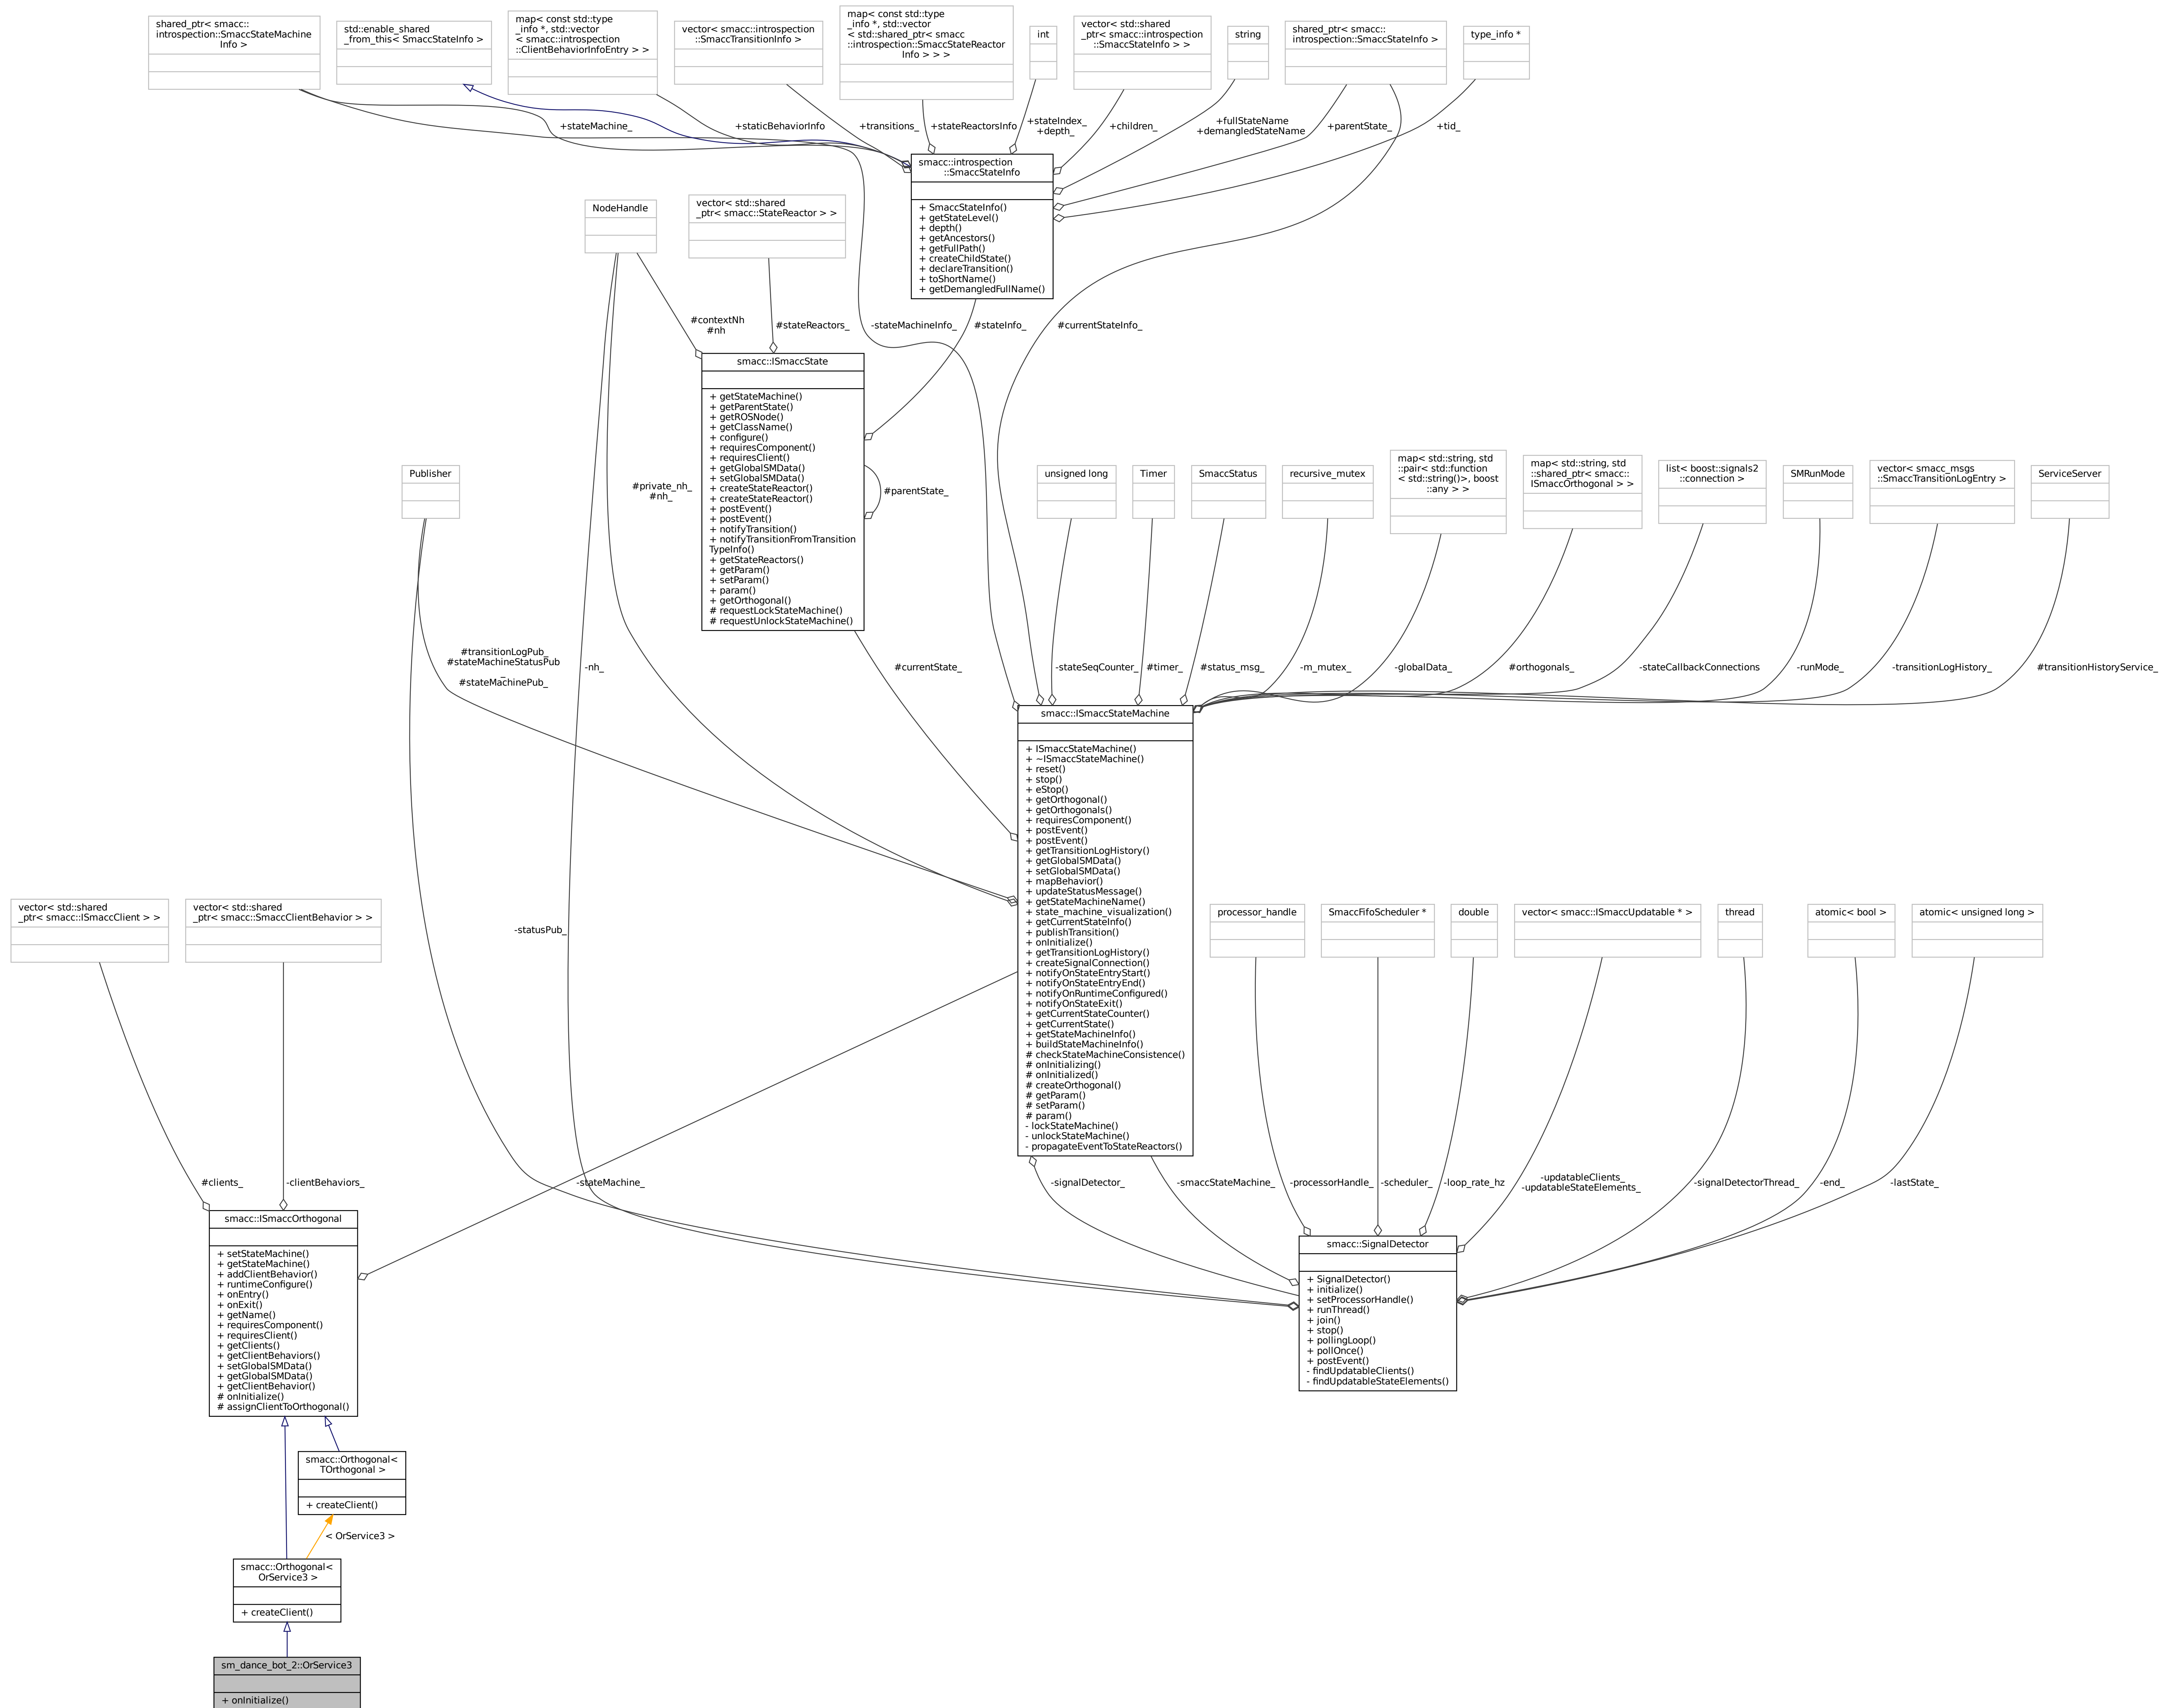 shared_ptr< smacc::
introspection::SmaccStateMachine
Info >
std::enable_shared
_from_this< SmaccStateInfo >
map< const std::type
_info *, std::vector
< smacc::introspection
::ClientBehaviorInfoEntry > >
vector< smacc::introspection
::SmaccTransitionInfo >
map< const std::type
_info *, std::vector
< std::shared_ptr< smacc
::introspection::SmaccStateReactor
Info > > >
int
vector< std::shared
_ptr< smacc::introspection
::SmaccStateInfo > >
string
shared_ptr< smacc::
introspection::SmaccStateInfo >
type_info *
+stateMachine_
+staticBehaviorInfo
+transitions_
+stateReactorsInfo
+stateIndex_
+depth_
+children_
+fullStateName
+demangledStateName
+parentState_
+tid_
smacc::introspection
::SmaccStateInfo
+ SmaccStateInfo()
+ getStateLevel()
+ depth()
+ getAncestors()
+ getFullPath()
+ createChildState()
+ declareTransition()
+ toShortName()
+ getDemangledFullName()
NodeHandle
vector< std::shared
_ptr< smacc::StateReactor > >
#contextNh
#nh
#stateReactors_
-stateMachineInfo_
#stateInfo_
#currentStateInfo_
smacc::ISmaccState
+ getStateMachine()
+ getParentState()
+ getROSNode()
+ getClassName()
+ configure()
+ requiresComponent()
+ requiresClient()
+ getGlobalSMData()
+ setGlobalSMData()
+ createStateReactor()
+ createStateReactor()
+ postEvent()
+ postEvent()
+ notifyTransition()
+ notifyTransitionFromTransition
TypeInfo()
+ getStateReactors()
+ getParam()
+ setParam()
+ param()
+ getOrthogonal()
# requestLockStateMachine()
# requestUnlockStateMachine()
#parentState_
Publisher
#private_nh_
#nh_
unsigned long
Timer
SmaccStatus
recursive_mutex
map< std::string, std
::pair< std::function
< std::string()>, boost
::any > >
map< std::string, std
::shared_ptr< smacc::
ISmaccOrthogonal > >
list< boost::signals2
::connection >
SMRunMode
vector< smacc_msgs
::SmaccTransitionLogEntry >
ServiceServer
#transitionLogPub_
#stateMachineStatusPub
_
#stateMachinePub_
-nh_
#currentState_
-stateSeqCounter_
#timer_
#status_msg_
-m_mutex_
-globalData_
#orthogonals_
-stateCallbackConnections
-runMode_
-transitionLogHistory_
#transitionHistoryService_
smacc::ISmaccStateMachine
+ ISmaccStateMachine()
+ ~ISmaccStateMachine()
+ reset()
+ stop()
+ eStop()
+ getOrthogonal()
+ getOrthogonals()
+ requiresComponent()
+ postEvent()
+ postEvent()
+ getTransitionLogHistory()
+ getGlobalSMData()
+ setGlobalSMData()
+ mapBehavior()
+ updateStatusMessage()
+ getStateMachineName()
+ state_machine_visualization()
+ getCurrentStateInfo()
+ publishTransition()
+ onInitialize()
+ getTransitionLogHistory()
+ createSignalConnection()
+ notifyOnStateEntryStart()
+ notifyOnStateEntryEnd()
+ notifyOnRuntimeConfigured()
+ notifyOnStateExit()
+ getCurrentStateCounter()
+ getCurrentState()
+ getStateMachineInfo()
+ buildStateMachineInfo()
# checkStateMachineConsistence()
# onInitializing()
# onInitialized()
# createOrthogonal()
# getParam()
# setParam()
# param()
- lockStateMachine()
- unlockStateMachine()
- propagateEventToStateReactors()
vector< std::shared
_ptr< smacc::ISmaccClient > >
vector< std::shared
_ptr< smacc::SmaccClientBehavior > >
-statusPub_
processor_handle
SmaccFifoScheduler *
double
vector< smacc::ISmaccUpdatable * >
thread
atomic< bool >
atomic< unsigned long >
#clients_
-clientBehaviors_
-stateMachine_
-signalDetector_
-smaccStateMachine_
-processorHandle_
-scheduler_
-loop_rate_hz
-updatableClients_
-updatableStateElements_
-signalDetectorThread_
-end_
-lastState_
smacc::ISmaccOrthogonal
+ setStateMachine()
+ getStateMachine()
+ addClientBehavior()
+ runtimeConfigure()
+ onEntry()
+ onExit()
+ getName()
+ requiresComponent()
+ requiresClient()
+ getClients()
+ getClientBehaviors()
+ setGlobalSMData()
+ getGlobalSMData()
+ getClientBehavior()
# onInitialize()
# assignClientToOrthogonal()
smacc::SignalDetector
+ SignalDetector()
+ initialize()
+ setProcessorHandle()
+ runThread()
+ join()
+ stop()
+ pollingLoop()
+ pollOnce()
+ postEvent()
- findUpdatableClients()
- findUpdatableStateElements()
smacc::Orthogonal<
TOrthogonal >
+ createClient()
< OrService3 >
smacc::Orthogonal<
OrService3 >
+ createClient()
sm_dance_bot_2::OrService3
+ onInitialize()